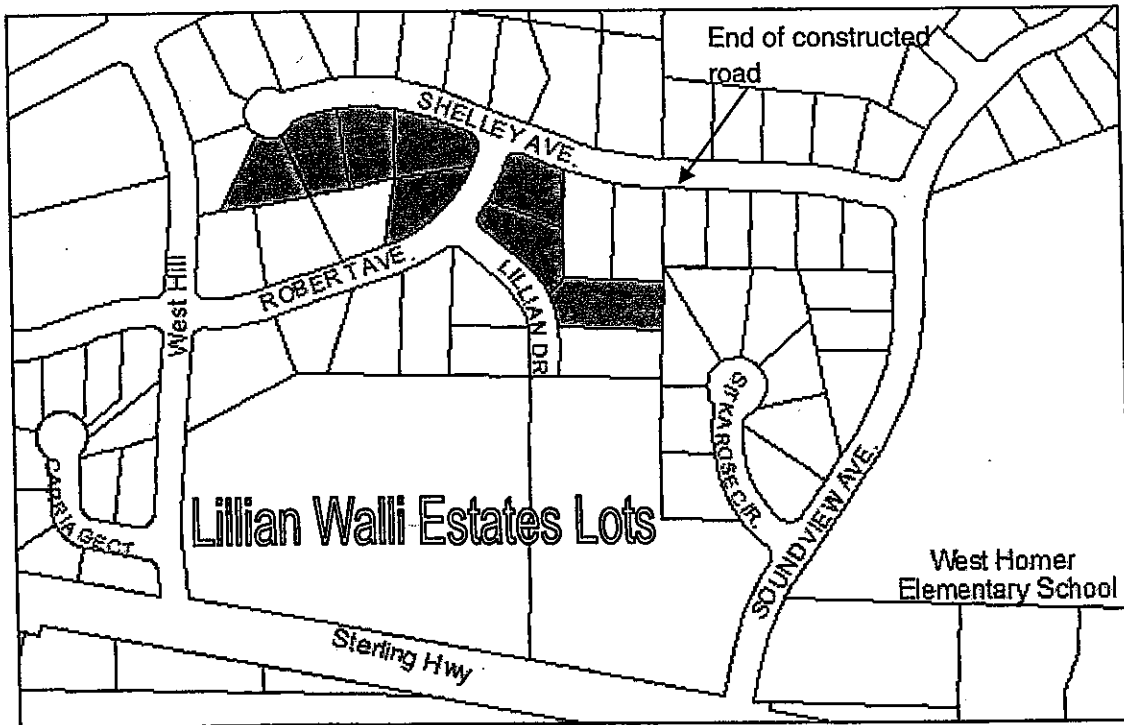 End of constructed
road
SHELLEY AVE.
West Hill
ROBERT AVE.
LILLIAN DR
SITKA ROSE CIR.
CARRIAGE CT
Lillian Walli Estates Lots
SOUNDVIEW AVE.
West Homer
Elementary School
Sterling Hwy